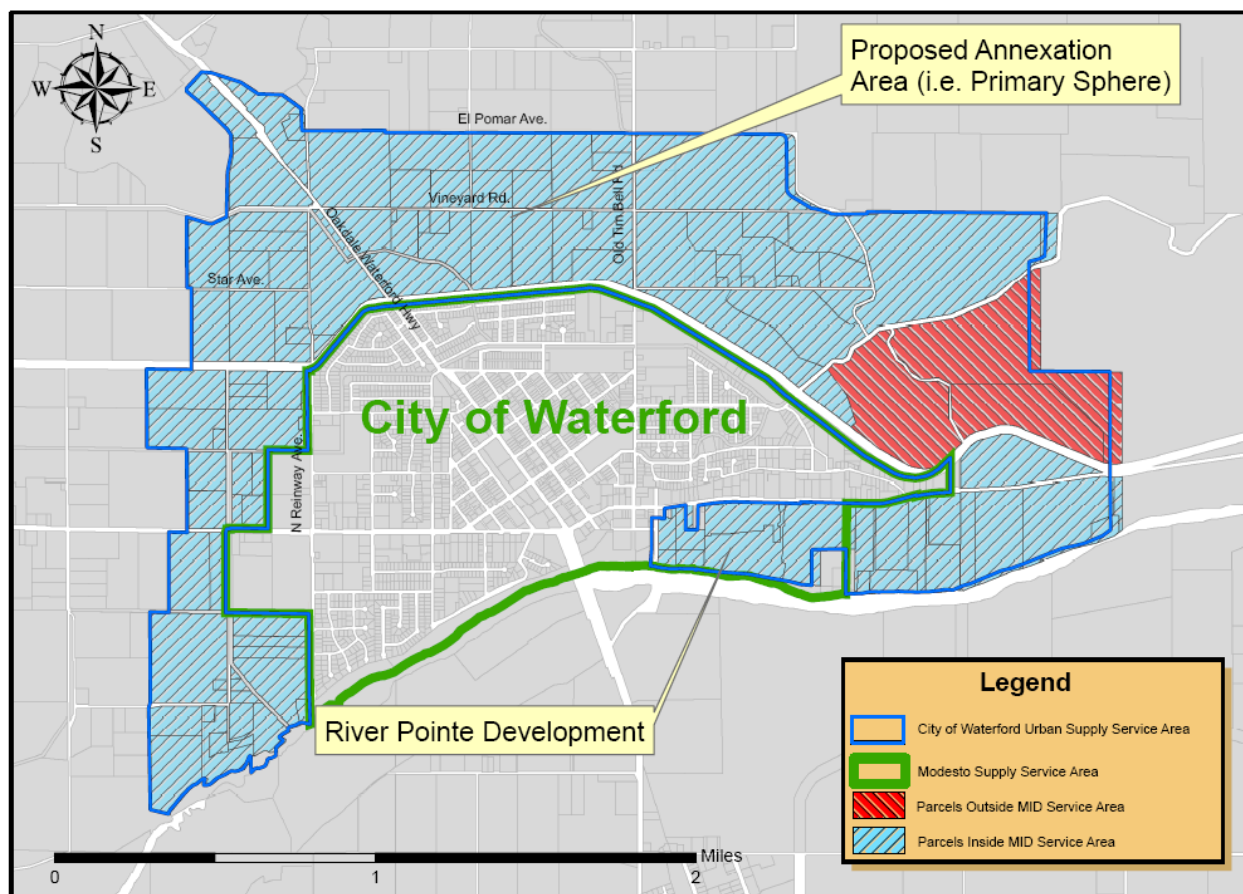 N
W E
S
Proposed Annexation
Area (i.e. Primary Sphere)
El Pomar Ave.
Vineyard Rd.
Old Tim Bell Rd
Oakdale Waterford Hwy
Star Ave.
City of Waterford
N Reinway Ave.
River Pointe Development
Legend
City of Waterford Urban Supply Service Area
Modesto Supply Service Area
Parcels Outside MID Service Area
Parcels Inside MID Service Area
Miles
0 1 2